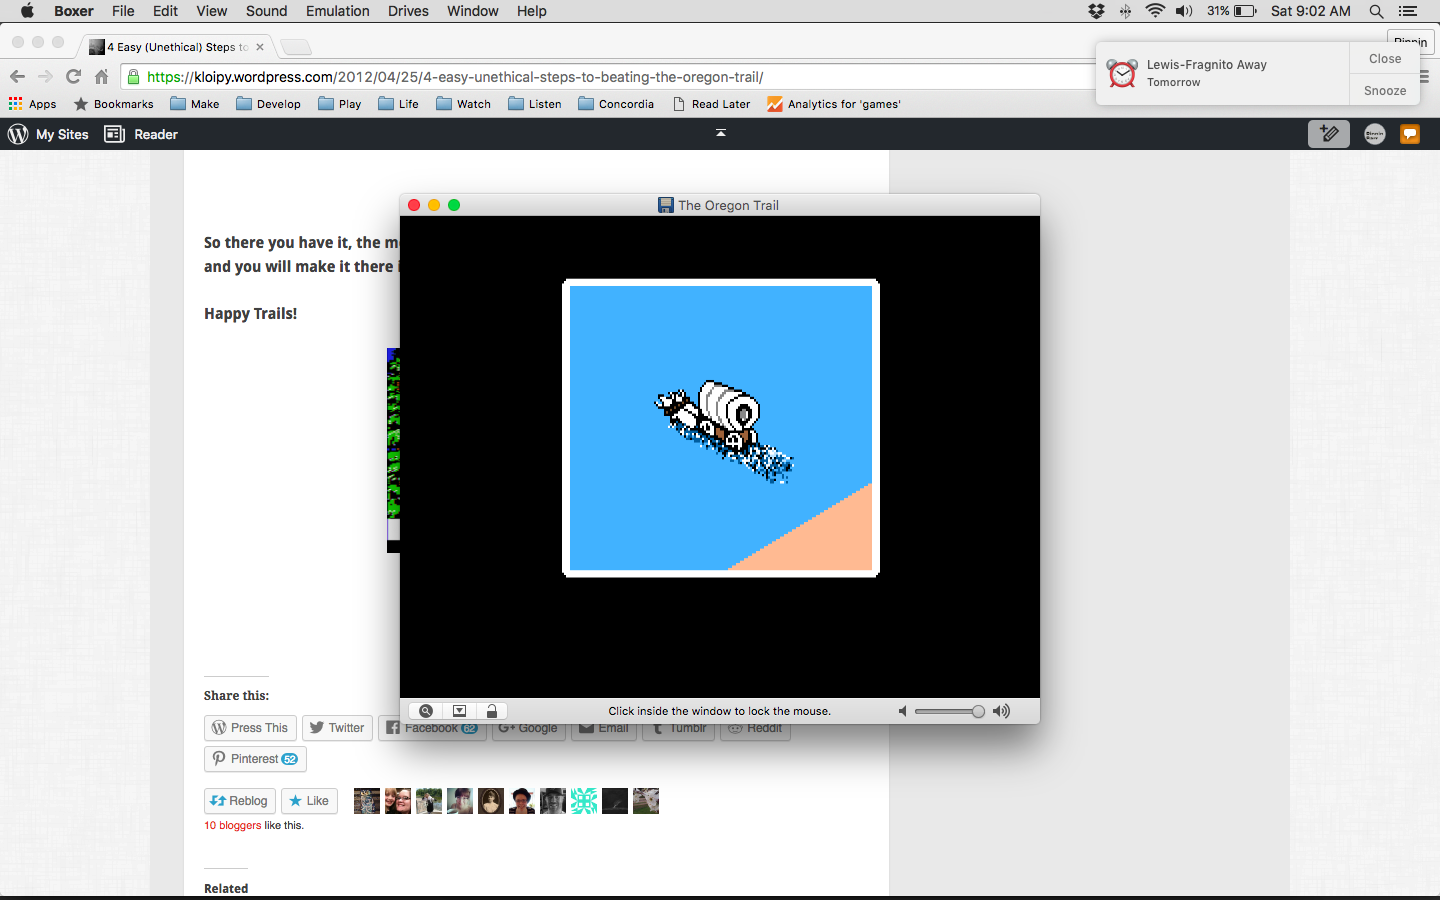 Boxer File Edit View Sound Emulation Drives Window Help 31% Sat 9:02 AM
4 Easy (Unethical) Steps to
https://kloipy.wordpress.com/2012/04/25/4-easy-unethical-steps-to-beating-the-oregon-trail/
Lewis-Fragnito Away
Tomorrow
Close
Snooze
Apps Bookmarks Make Develop Play Life Watch Listen Concordia Read Later Analytics for 'games'
My Sites Reader
The Oregon Trail
So there you have it, the m
and you will make it there
Happy Trails!
Click inside the window to lock the mouse.
Share this:
Press This Twitter Facebook 62 Google Email Tumblr Reddit
Pinterest 52
Reblog Like
10 bloggers like this.
Related